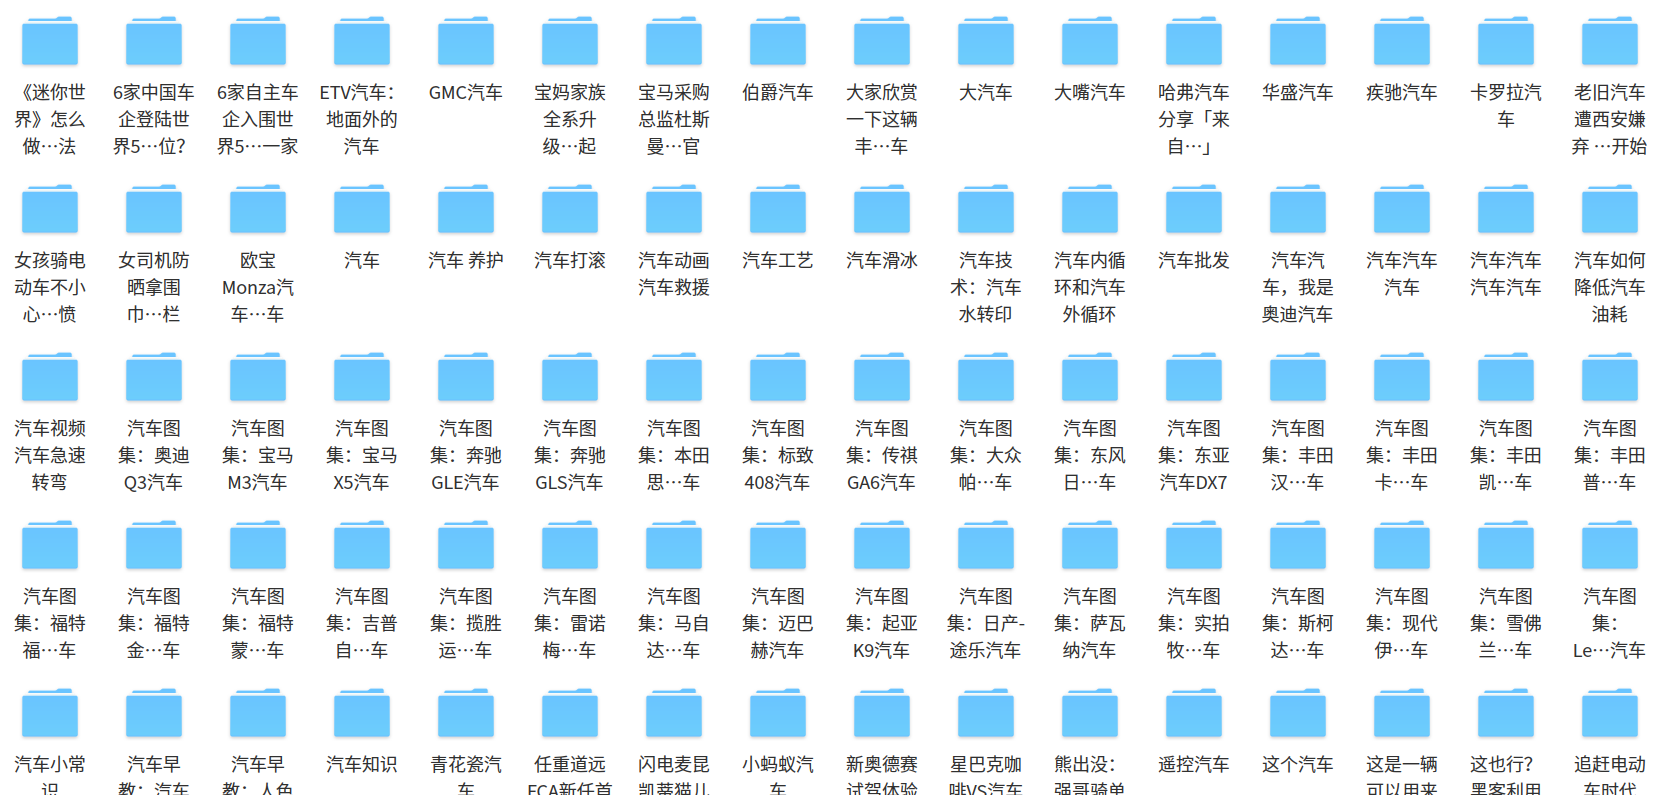 《迷你世
界》怎么
做…法
6家中国车
企登陆世
界5…位？
6家自主车
企入围世
界5…一家
ETV汽车：
地面外的
汽车
GMC汽车
宝妈家族
全系升
级…起
宝马采购
总监杜斯
曼…官
伯爵汽车
大家欣赏
一下这辆
丰…车
大汽车
大嘴汽车
哈弗汽车
分享「来
自…」
华盛汽车
疾驰汽车
卡罗拉汽
车
老旧汽车
遭西安嫌
弃 …开始
女孩骑电
动车不小
心…愤
女司机防
晒拿围
巾…栏
欧宝
Monza汽
车…车
汽车
汽车 养护
汽车打滚
汽车动画
汽车救援
汽车工艺
汽车滑冰
汽车技
术：汽车
水转印
汽车内循
环和汽车
外循环
汽车批发
汽车汽
车，我是
奥迪汽车
汽车汽车
汽车
汽车汽车
汽车汽车
汽车如何
降低汽车
油耗
汽车视频
汽车急速
转弯
汽车图
集：奥迪
Q3汽车
汽车图
集：宝马
M3汽车
汽车图
集：宝马
X5汽车
汽车图
集：奔驰
GLE汽车
汽车图
集：奔驰
GLS汽车
汽车图
集：本田
思…车
汽车图
集：标致
408汽车
汽车图
集：传祺
GA6汽车
汽车图
集：大众
帕…车
汽车图
集：东风
日…车
汽车图
集：东亚
汽车DX7
汽车图
集：丰田
汉…车
汽车图
集：丰田
卡…车
汽车图
集：丰田
凯…车
汽车图
集：丰田
普…车
汽车图
集：福特
福…车
汽车图
集：福特
金…车
汽车图
集：福特
蒙…车
汽车图
集：吉普
自…车
汽车图
集：揽胜
运…车
汽车图
集：雷诺
梅…车
汽车图
集：马自
达…车
汽车图
集：迈巴
赫汽车
汽车图
集：起亚
K9汽车
汽车图
集：日产-
途乐汽车
汽车图
集：萨瓦
纳汽车
汽车图
集：实拍
牧…车
汽车图
集：斯柯
达…车
汽车图
集：现代
伊…车
汽车图
集：雪佛
兰…车
汽车图
集：
Le…汽车
汽车小常
识
汽车早
教：汽车
汽车早
教：人色
汽车知识
青花瓷汽
车
任重道远
FCA新任首
闪电麦昆
凯蒂猫儿
小蚂蚁汽
车
新奥德赛
试驾体验
星巴克咖
啡VS汽车
熊出没：
强哥骑单
遥控汽车
这个汽车
这是一辆
可以用来
这也行？
黑客利用
追赶电动
车时代